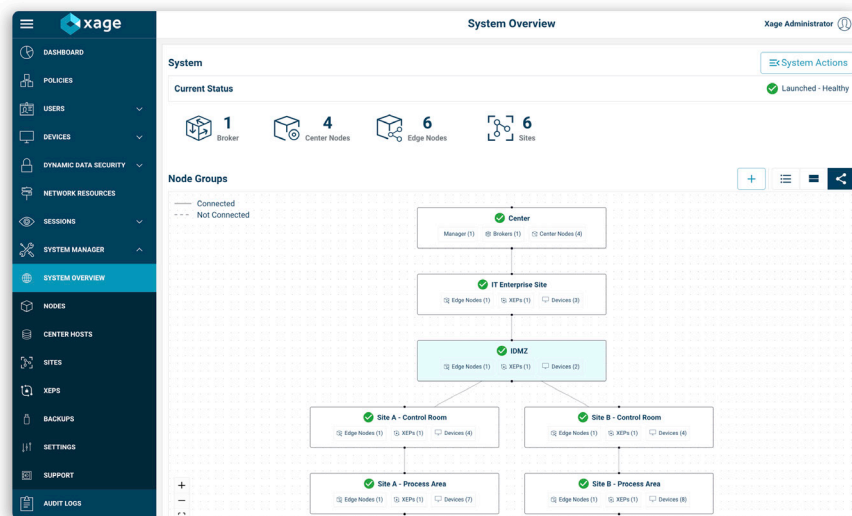 xage
System Overview
Xage Administrator
DASHBOARD
POLICIES
USERS
DEVICES
DYNAMIC DATA SECURITY
NETWORK RESOURCES
SESSIONS
SYSTEM MANAGER
SYSTEM OVERVIEW
NODES
CENTER HOSTS
SITES
XEPS
BACKUPS
SETTINGS
SUPPORT
AUDIT LOGS
System
System Actions
Current Status
Launched - Healthy
1 Broker
4 Center Nodes
6 Edge Nodes
6 Sites
Node Groups
Connected
Not Connected
Center
Manager (1) Brokers (1) Center Nodes (4)
IT Enterprise Site
Edge Nodes (1) XEPs (1) Devices (3)
IDMZ
Edge Nodes (1) XEPs (1) Devices (2)
Site A - Control Room
Edge Nodes (1) XEPs (1) Devices (4)
Site B - Control Room
Edge Nodes (1) XEPs (1) Devices (4)
Site A - Process Area
Edge Nodes (1) XEPs (1) Devices (7)
Site B - Process Area
Edge Nodes (1) XEPs (1) Devices (8)